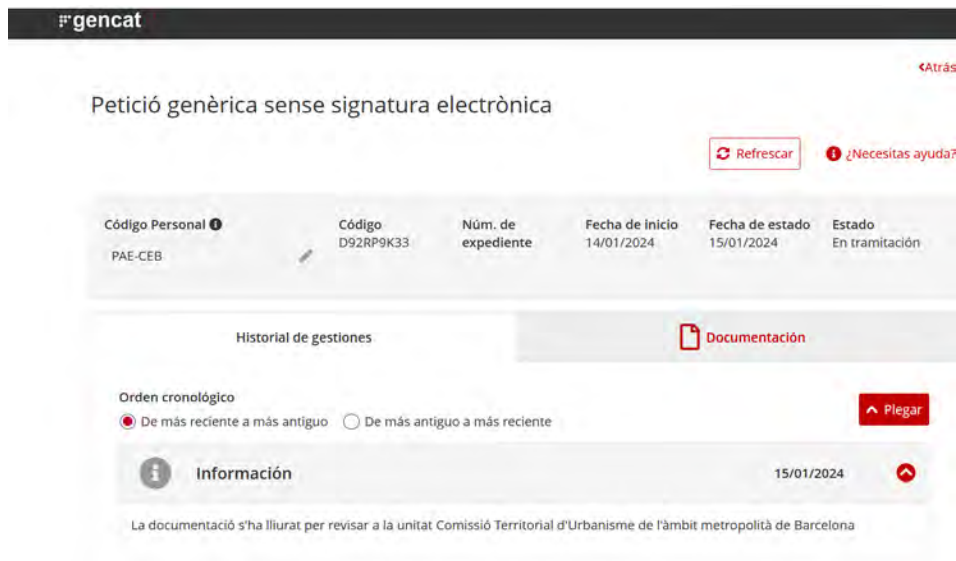 gencat
Atrás
Petició genèrica sense signatura electrònica
Refrescar
¿Necesitas ayuda?
Código Personal
PAE-CEB
Código
D92RP9K33
Núm. de
expediente
Fecha de inicio
14/01/2024
Fecha de estado
15/01/2024
Estado
En tramitación
Historial de gestiones
Documentación
Orden cronológico
De más reciente a más antiguo
De más antiguo a más reciente
Plegar
Información
15/01/2024
La documentació s'ha lliurat per revisar a la unitat Comissió Territorial d'Urbanisme de l'àmbit metropolità de Barcelona